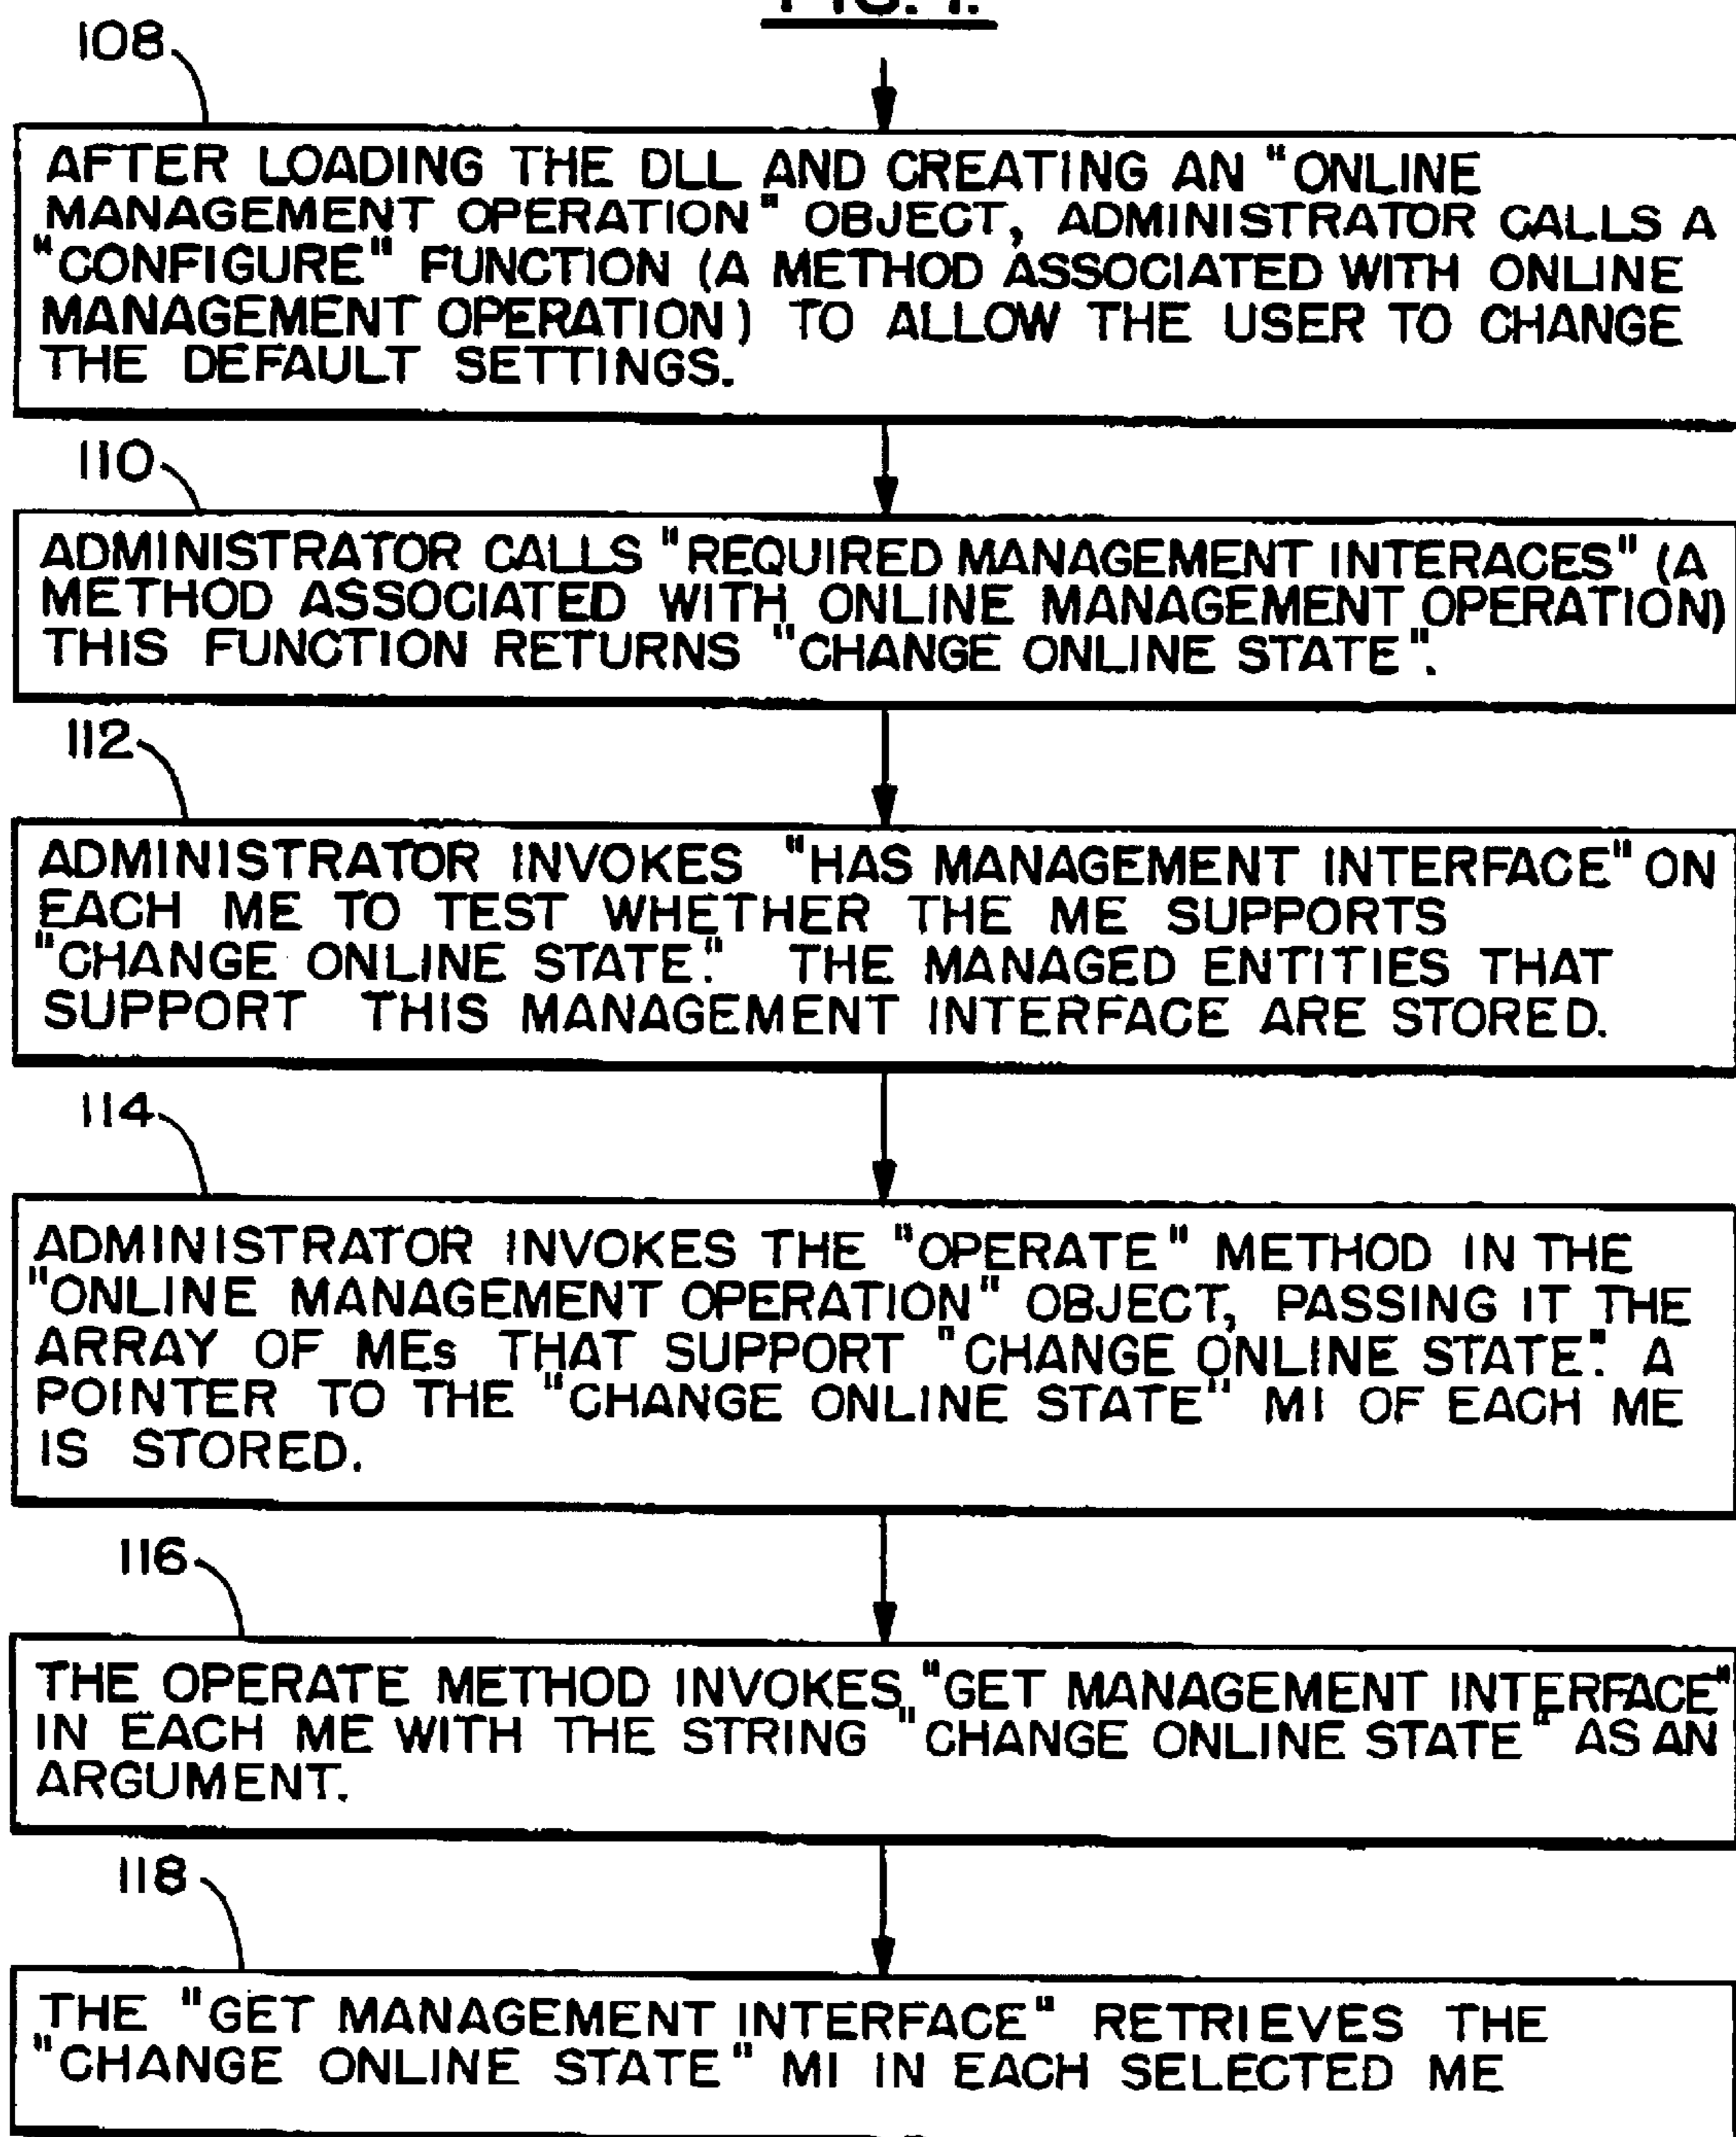 108
AFTER LOADING THE DLL AND CREATING AN "ONLINE
MANAGEMENT OPERATION" OBJECT, ADMINISTRATOR CALLS A
"CONFIGURE" FUNCTION (A METHOD ASSOCIATED WITH ONLINE
MANAGEMENT OPERATION) TO ALLOW THE USER TO CHANGE
THE DEFAULT SETTINGS.
110
ADMINISTRATOR CALLS "REQUIRED MANAGEMENT INTERACES" (A
METHOD ASSOCIATED WITH ONLINE MANAGEMENT OPERATION)
THIS FUNCTION RETURNS "CHANGE ONLINE STATE".
112
ADMINISTRATOR INVOKES "HAS MANAGEMENT INTERFACE" ON
EACH ME TO TEST WHETHER THE ME SUPPORTS
"CHANGE ONLINE STATE." THE MANAGED ENTITIES THAT
SUPPORT THIS MANAGEMENT INTERFACE ARE STORED.
114
ADMINISTRATOR INVOKES THE "OPERATE" METHOD IN THE
"ONLINE MANAGEMENT OPERATION" OBJECT, PASSING IT THE
ARRAY OF MEs THAT SUPPORT "CHANGE ONLINE STATE." A
POINTER TO THE "CHANGE ONLINE STATE" MI OF EACH ME
IS STORED.
116
THE OPERATE METHOD INVOKES "GET MANAGEMENT INTERFACE"
IN EACH ME WITH THE STRING "CHANGE ONLINE STATE" AS AN
ARGUMENT.
118
THE "GET MANAGEMENT INTERFACE" RETRIEVES THE
"CHANGE ONLINE STATE" MI IN EACH SELECTED ME